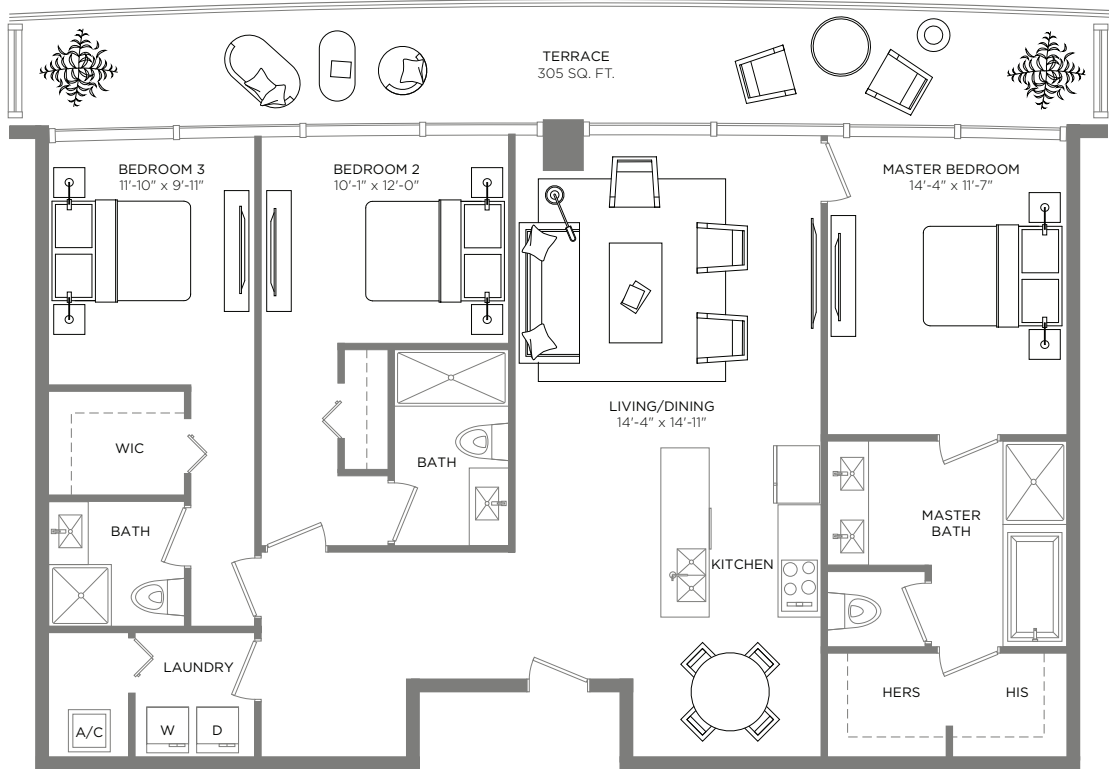 TERRACE
305 SQ. FT.
BEDROOM 3
11'-10" x 9'-11"
BEDROOM 2
10'-1" x 12'-0"
MASTER BEDROOM
14'-4" x 11'-7"
LIVING/DINING
14'-4" x 14'-11"
WIC
BATH
BATH
MASTER
BATH
KITCHEN
LAUNDRY
HERS
HIS
A/C
W
D